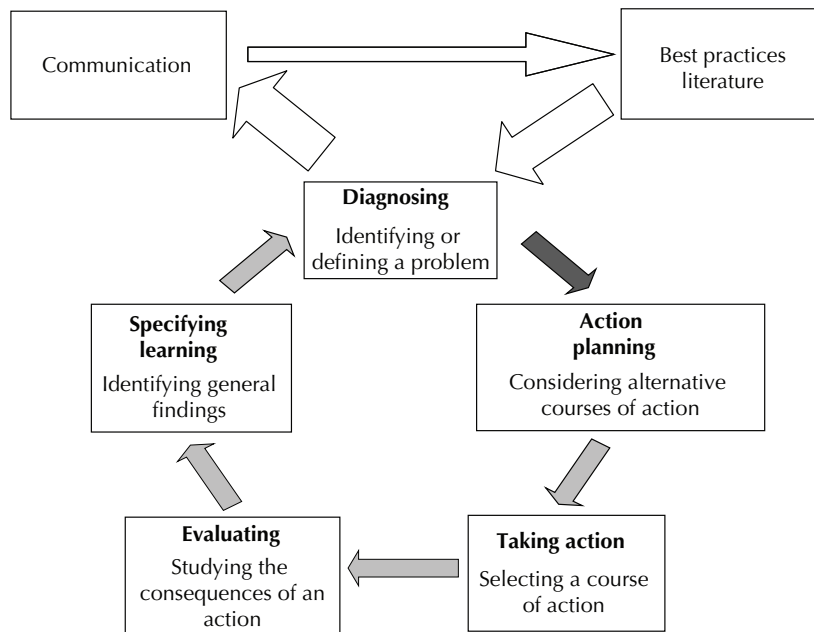 Communication
Best practices
literature
Diagnosing
Identifying or
defining a problem
Specifying
learning
Identifying general
findings
Action
planning
Considering alternative
courses of action
Evaluating
Studying the
consequences of an
action
Taking action
Selecting a course
of action